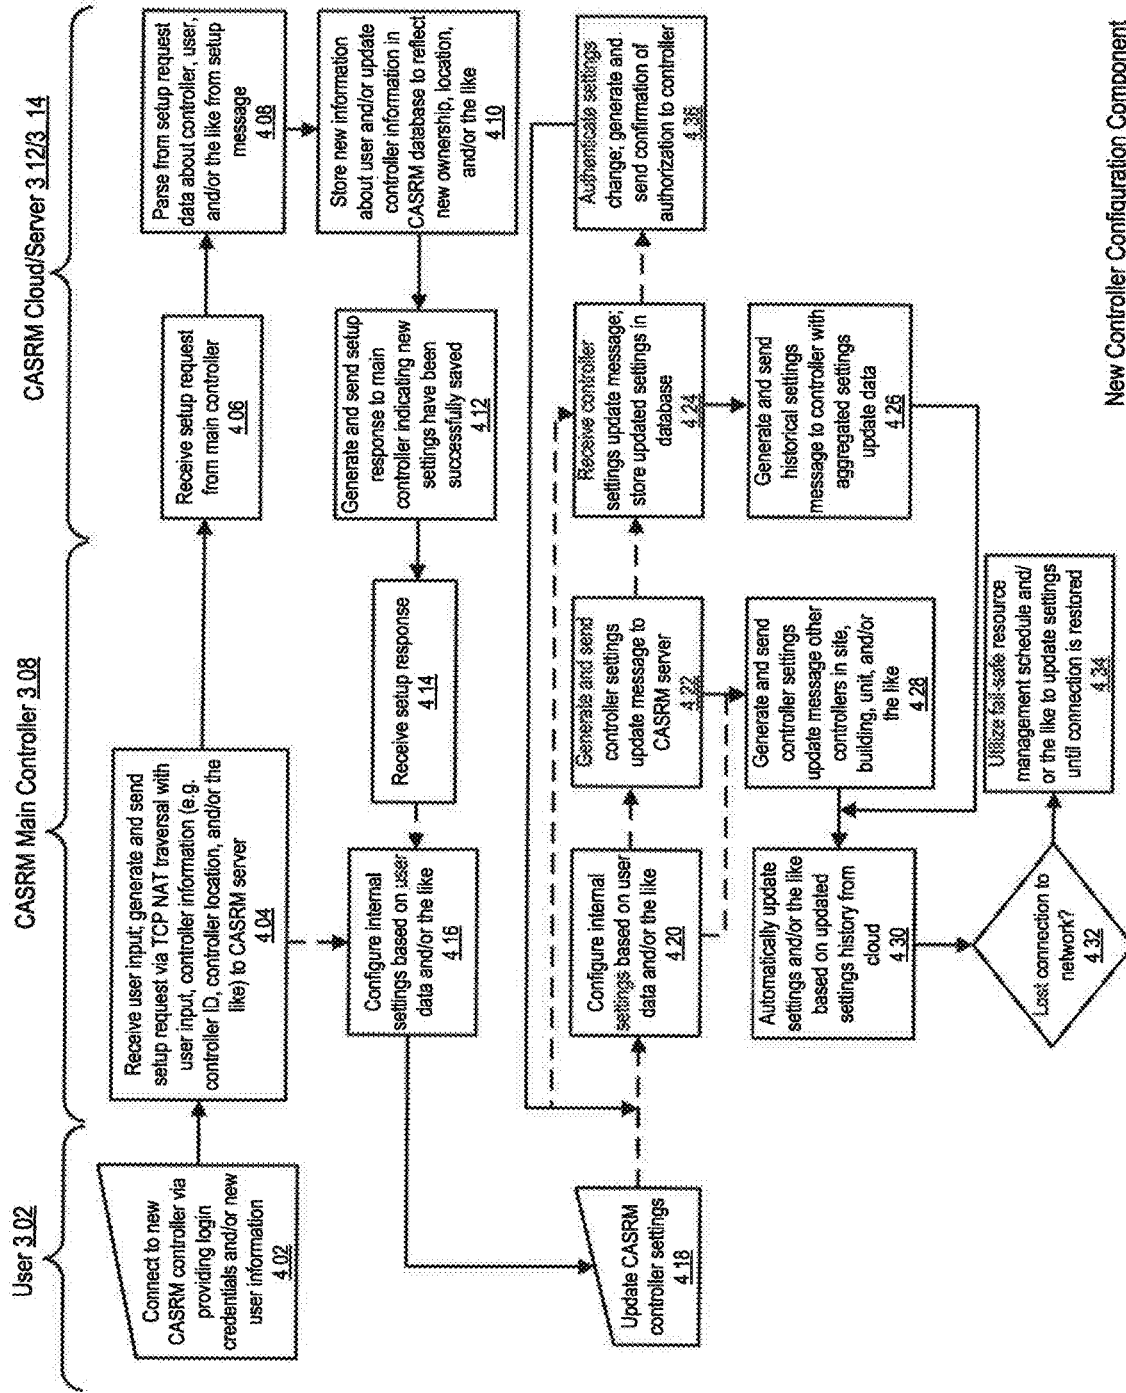 User 3 02
CASRM Main Controller 3 08
CASRM Cloud/Server 3 12/3 14
Connect to new
CASRM controller via
providing login
credentials and/or new
user information
4 02
Receive user input; generate and send
setup request via TCP NAT traversal with
user input, controller information (e.g.
controller ID, controller location, and/or the
like) to CASRM server
4 04
Receive setup request
from main controller
4 06
Parse from setup request
data about controller, user,
and/or the like from setup
message
4 08
Store new information
about user and/or update
controller information in
CASRM database to reflect
new ownership, location,
and/or the like
4 10
Generate and send setup
response to main
controller indicating new
settings have been
successfully saved
4 12
Receive setup response
4 14
Configure internal
settings based on user
data and/or the like
4 16
Update CASRM
controller settings
4 18
Configure internal
settings based on user
data and/or the like
4 20
Generate and send
controller settings
update message to
CASRM server
4 22
Receive controller
settings update message;
store updated settings in
database
4 24
Authenticate settings
change; generate and
send confirmation of
authorization to controller
4 36
Generate and send
historical settings
message to controller with
aggregated settings
update data
4 26
Generate and send
controller settings
update message other
controllers in site,
building, unit, and/or
the like
4 28
Automatically update
settings and/or the like
based on updated
settings history from
cloud
4 30
Lost connection to
network?
4 32
Utilize fail-safe resource
management schedule and/
or the like to update settings
until connection is restored
4 34
New Controller Configuration Component